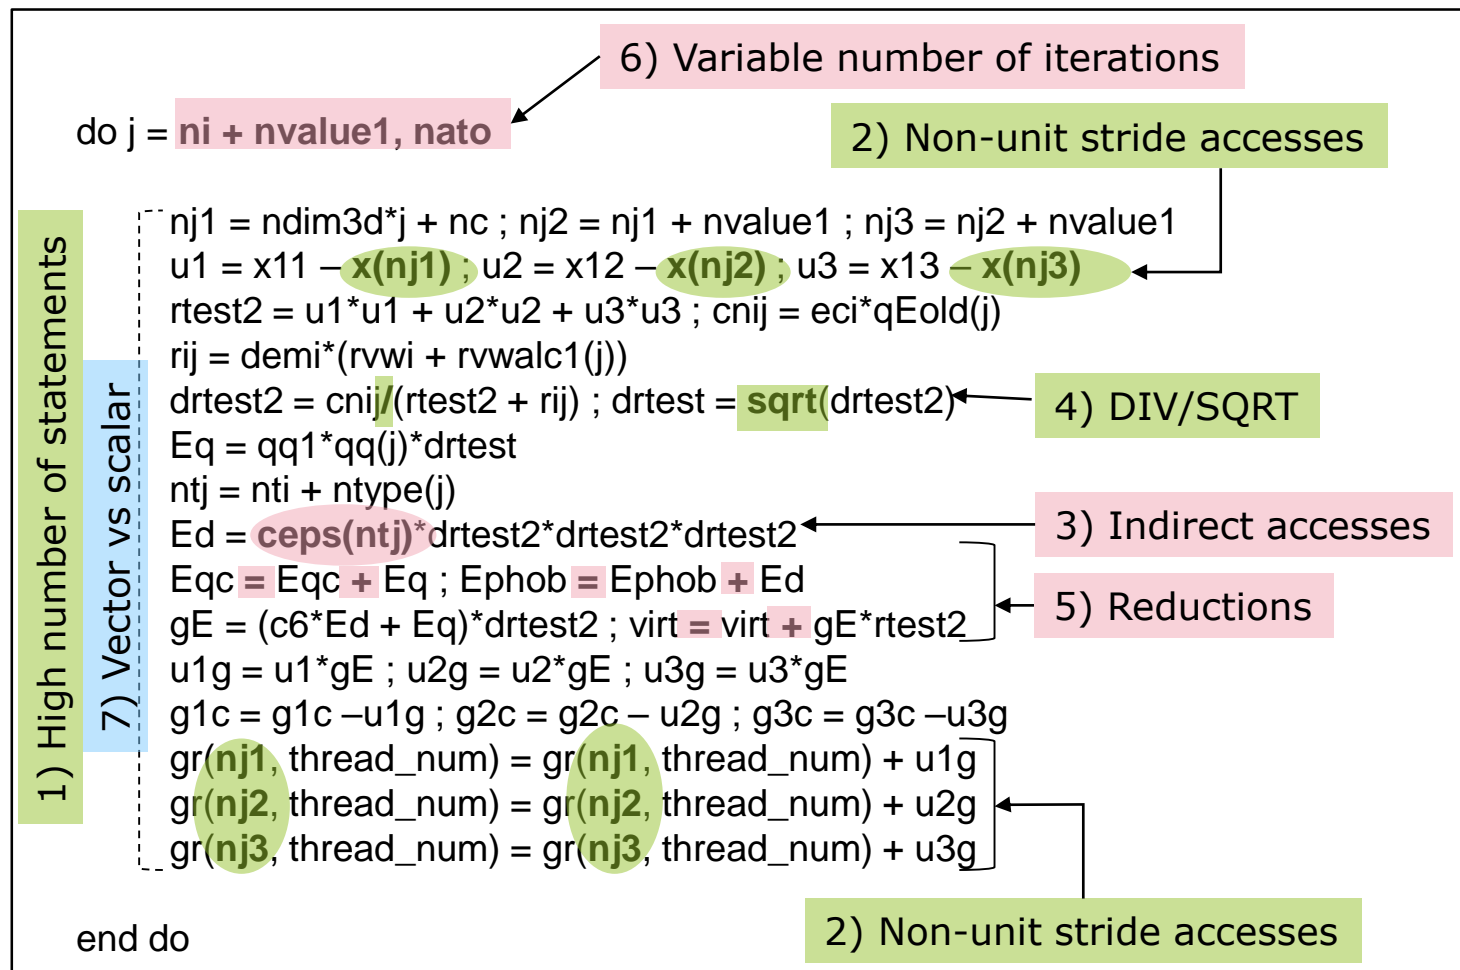 6) Variable number of iterations
do j = ni + nvalue1, nato
2) Non-unit stride accesses
1) High number of statements
7) Vector vs scalar
nj1 = ndim3d*j + nc ; nj2 = nj1 + nvalue1 ; nj3 = nj2 + nvalue1
u1 = x11 – x(nj1) ; u2 = x12 – x(nj2) ; u3 = x13 – x(nj3)
rtest2 = u1*u1 + u2*u2 + u3*u3 ; cnij = eci*qEold(j)
rij = demi*(rvwi + rvwalc1(j))
drtest2 = cnij/(rtest2 + rij) ; drtest = sqrt(drtest2)
4) DIV/SQRT
Eq = qq1*qq(j)*drtest
ntj = nti + ntype(j)
Ed = ceps(ntj)*drtest2*drtest2*drtest2
3) Indirect accesses
Eqc = Eqc + Eq ; Ephob = Ephob + Ed
5) Reductions
gE = (c6*Ed + Eq)*drtest2 ; virt = virt + gE*rtest2
u1g = u1*gE ; u2g = u2*gE ; u3g = u3*gE
g1c = g1c –u1g ; g2c = g2c – u2g ; g3c = g3c –u3g
gr(nj1, thread_num) = gr(nj1, thread_num) + u1g
gr(nj2, thread_num) = gr(nj2, thread_num) + u2g
gr(nj3, thread_num) = gr(nj3, thread_num) + u3g
2) Non-unit stride accesses
end do